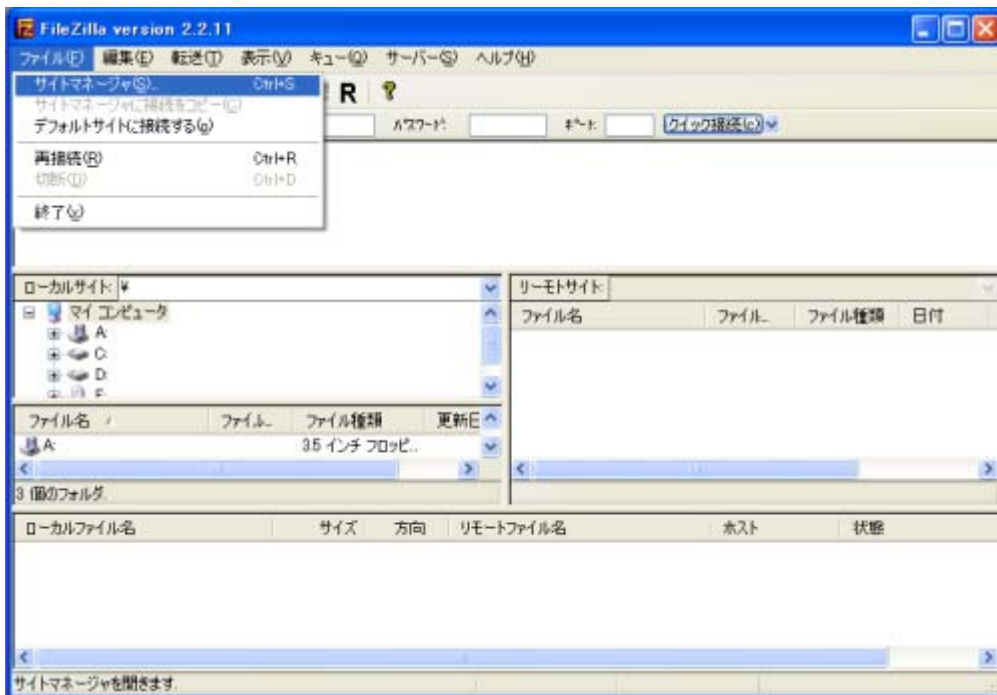 FileZilla version 2.2.11
ファイル(F) 編集(E) 転送(T) 表示(V) キュー(Q) サーバー(S) ヘルプ(H)
サイトマネージャ(S)... Ctrl+S
サイトマネージャに接続をコピー(C)
デフォルトサイトに接続する(g)
再接続(R) Ctrl+R
切断(D) Ctrl+D
終了(x)
R ?
パスワード: ポート: クイック接続(c)
ローカルサイト: ¥
マイ コンピュータ
A:
C:
D:
ファイル名 / ファイル... ファイル種類 更新日
A: 3.5 インチ フロッピ...
3 個のフォルダ.
リーモトサイト:
ファイル名 ファイル... ファイル種類 日付
ローカルファイル名 サイズ 方向 リモートファイル名 ホスト 状態
サイトマネージャを開きます.